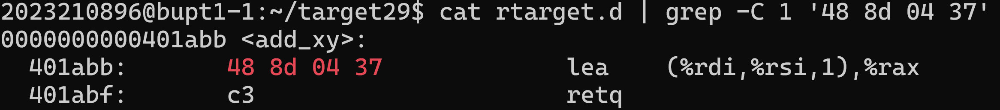 2023210896@bupt1-1:~/target29$ cat rtarget.d | grep -C 1 '48 8d 04 37'
0000000000401abb <add_xy>:
  401abb:       48 8d 04 37             lea    (%rdi,%rsi,1),%rax
  401abf:       c3                      retq